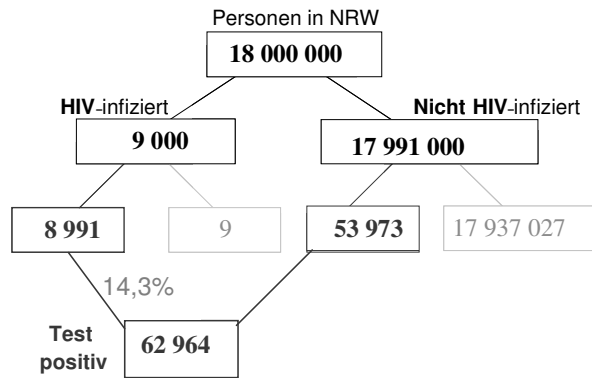 Personen in NRW
18 000 000
HIV-infiziert
Nicht HIV-infiziert
9 000
17 991 000
8 991
9
53 973
17 937 027
14,3%
Test
positiv
62 964